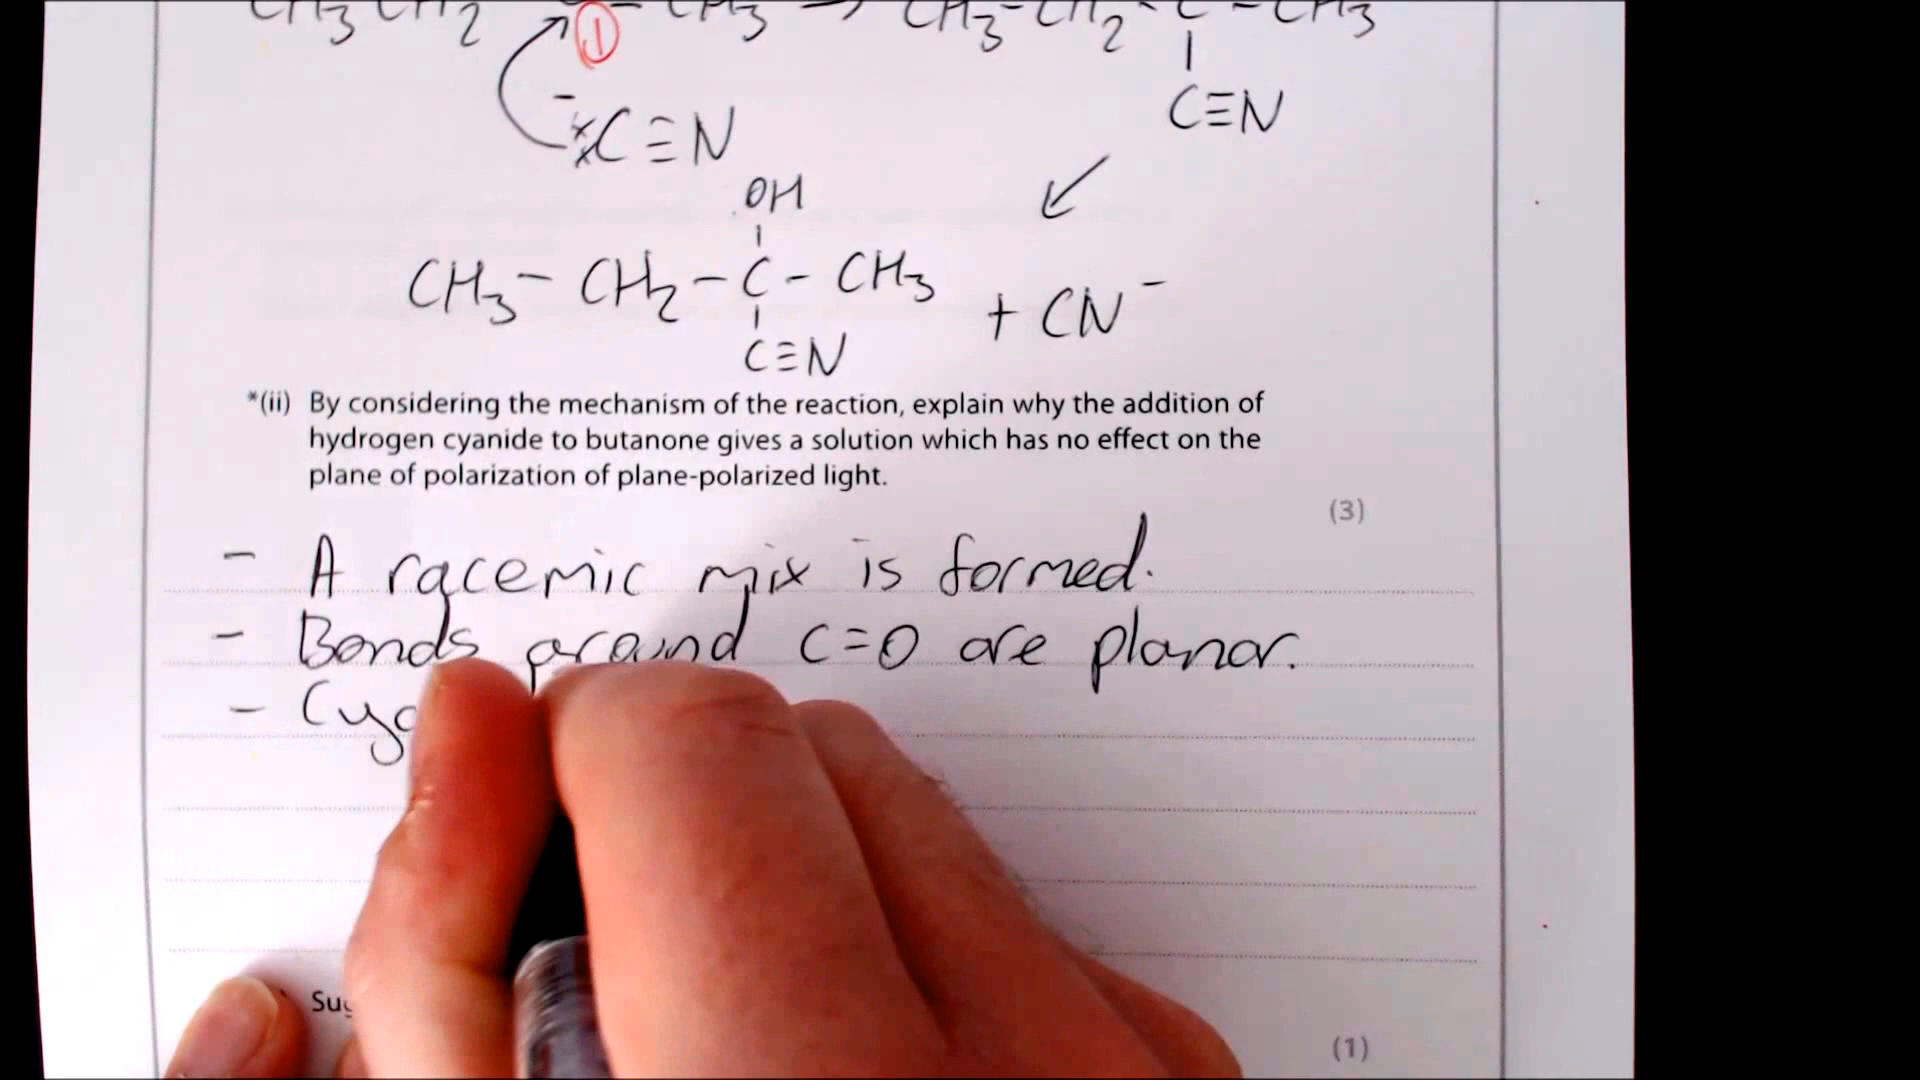 CH3 CH2 CH3 → CH3-CH2-C-CH3
①
C≡N
-
××C≡N
OH
CH3-CH2-C-CH3
+ CN-
C≡N
*(ii) By considering the mechanism of the reaction, explain why the addition of
hydrogen cyanide to butanone gives a solution which has no effect on the
plane of polarization of plane-polarized light.
(3)
- A racemic mix is formed.
- Bonds around C=O are planar.
-
(1)